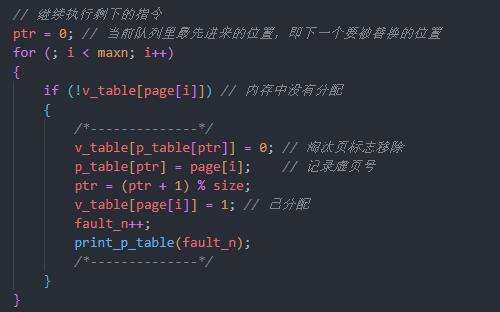 // 继续执行剩下的指令
ptr = 0; // 当前队列里最先进来的位置，即下一个要被替换的位置
for (; i < maxn; i++)
{
    if (!v_table[page[i]]) // 内存中没有分配
    {
        /*--------------*/
        v_table[p_table[ptr]] = 0; // 淘汰页标志移除
        p_table[ptr] = page[i];    // 记录虚页号
        ptr = (ptr + 1) % size;
        v_table[page[i]] = 1; // 已分配
        fault_n++;
        print_p_table(fault_n);
        /*--------------*/
    }
}